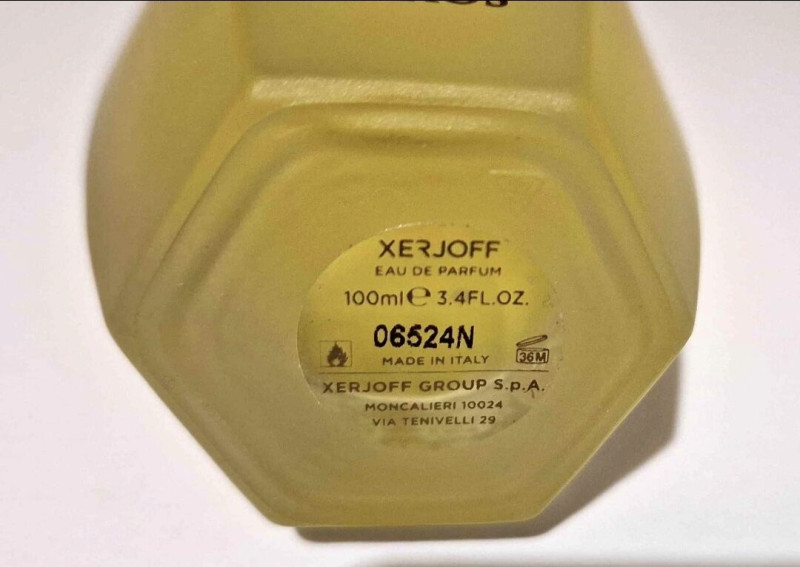 XERJOFF
EAU DE PARFUM
100ml℮ 3.4FL.OZ.
06524N
MADE IN ITALY
36M
XERJOFF GROUP S.p.A.
MONCALIERI 10024
VIA TENIVELLI 29